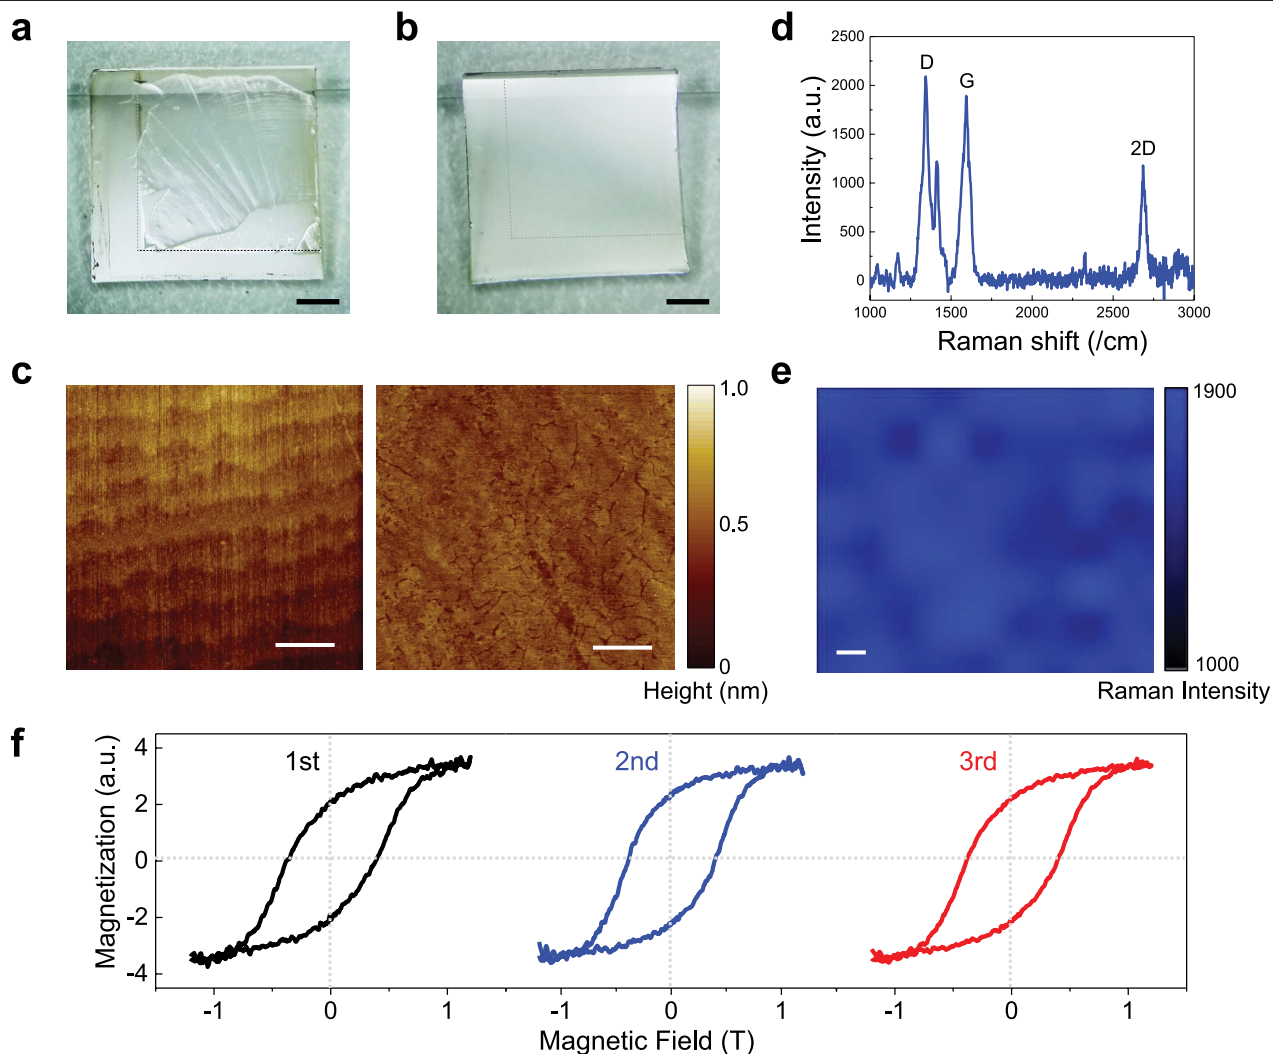 a
b
d
2500
2000
1500
1000
500
0
Intensity (a.u.)
D
G
2D
1000
1500
2000
2500
3000
Raman shift (/cm)
c
1.0
0.5
0
Height (nm)
e
1900
1000
Raman Intensity
f
4
2
0
-2
-4
Magnetization (a.u.)
1st
2nd
3rd
-1
0
1
-1
0
1
-1
0
1
Magnetic Field (T)